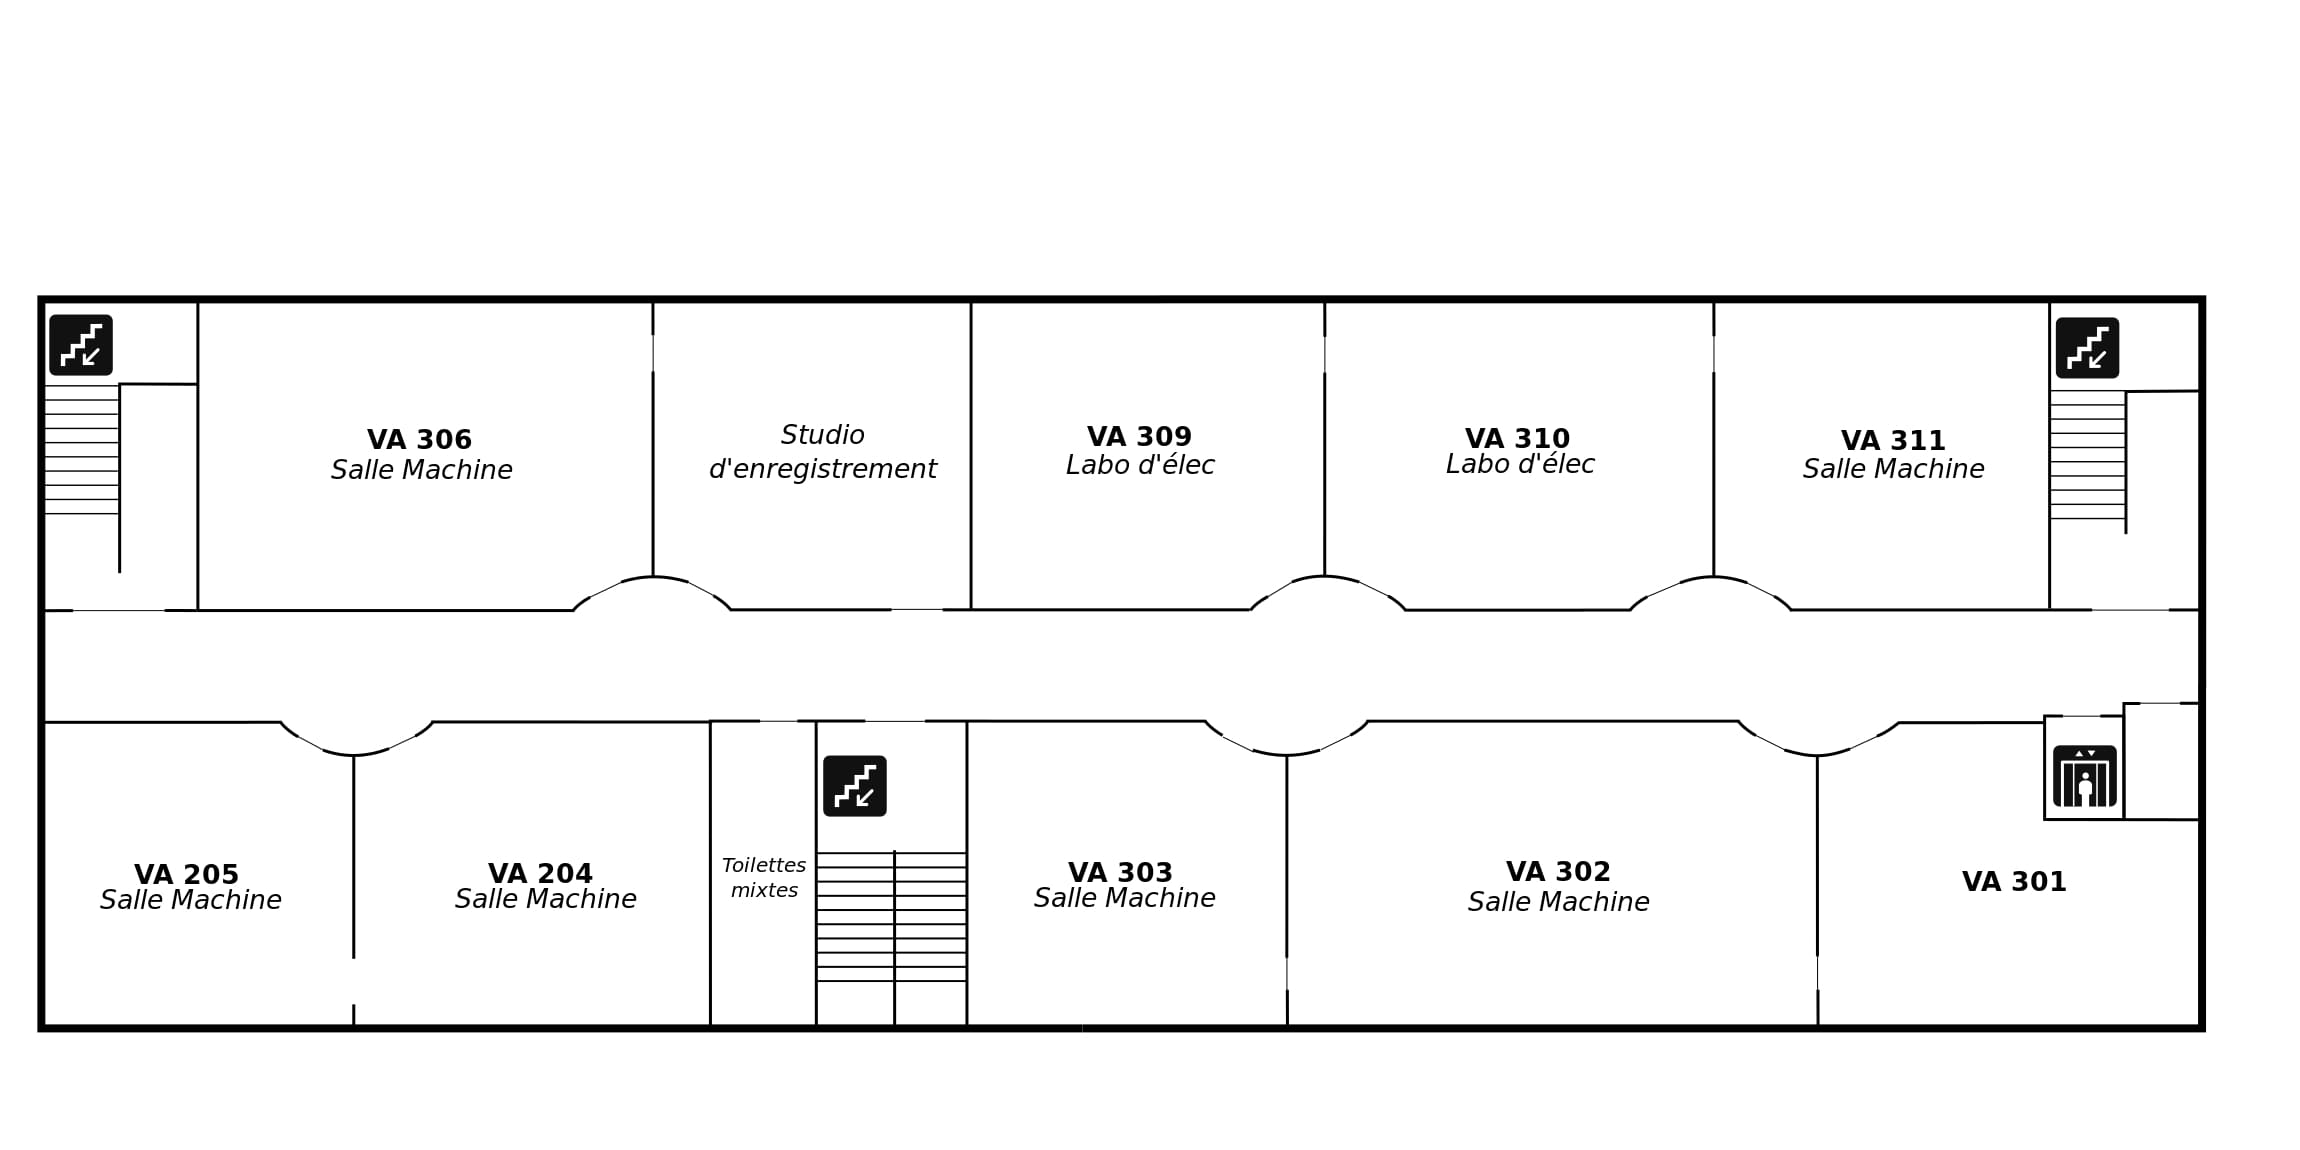 VA 306
Salle Machine
Studio
d'enregistrement
VA 309
Labo d'élec
VA 310
Labo d'élec
VA 311
Salle Machine
VA 205
Salle Machine
VA 204
Salle Machine
Toilettes
mixtes
VA 303
Salle Machine
VA 302
Salle Machine
VA 301